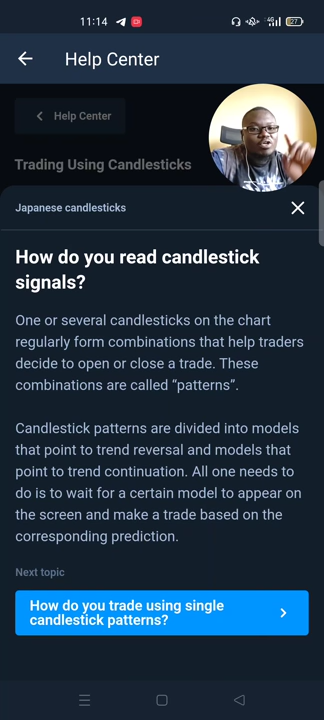 11:14
4G
27
Help Center
Help Center
Trading Using Candlesticks
Japanese candlesticks
How do you read candlestick
signals?
One or several candlesticks on the chart
regularly form combinations that help traders
decide to open or close a trade. These
combinations are called “patterns”.
Candlestick patterns are divided into models
that point to trend reversal and models that
point to trend continuation. All one needs to
do is to wait for a certain model to appear on
the screen and make a trade based on the
corresponding prediction.
Next topic
How do you trade using single
candlestick patterns?